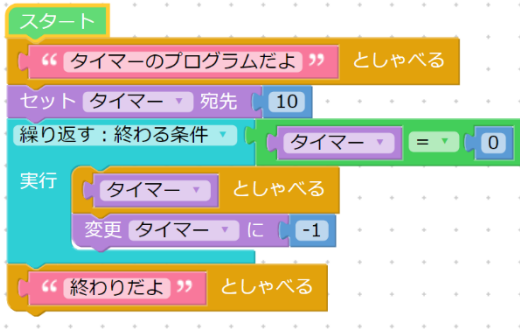 スタート
“ タイマーのプログラムだよ ” としゃべる
セット タイマー 宛先 10
繰り返す：終わる条件 タイマー = 0
実行 タイマー としゃべる
変更 タイマー に -1
“ 終わりだよ ” としゃべる